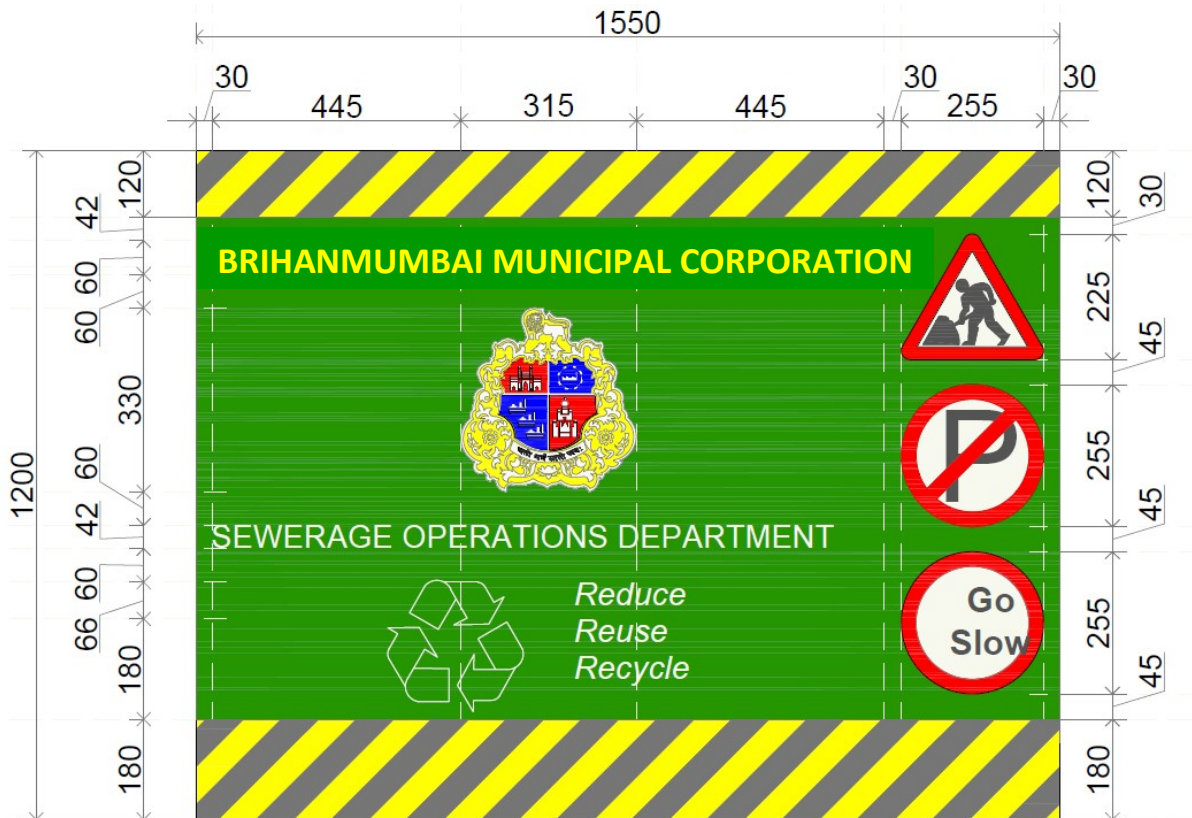 1550
30 30 30
445 315 445 255
120 120
42 30
BRIHANMUMBAI MUNICIPAL CORPORATION
60 225
60 45
330
255
1200
60
42 45
SEWERAGE OPERATIONS DEPARTMENT
60 Reduce Go 255
66 Reuse Slow
180 Recycle 45
180 180